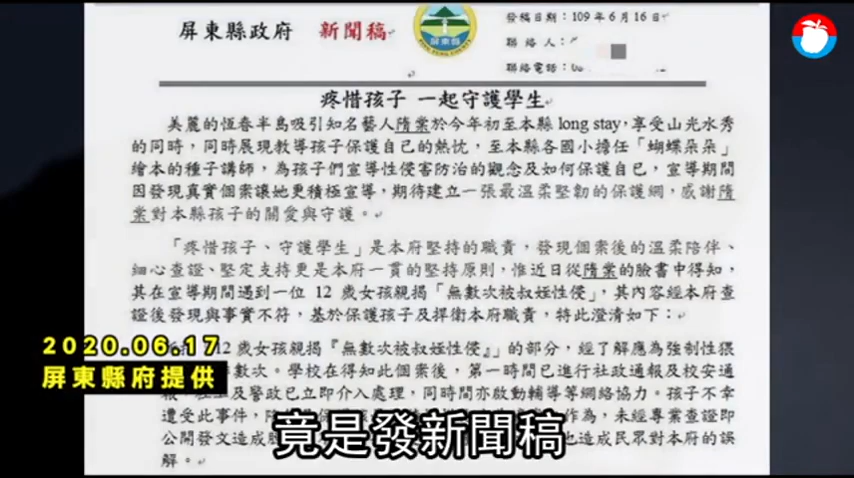 屏東縣政府 新聞稿
屏東縣
發稿日期：109 年 6 月 16 日
聯絡人：
聯絡電話：
疼惜孩子 一起守護學生
美麗的恆春半島吸引知名藝人隋棠於今年初至本縣 long stay，享受山光水秀
的同時，同時展現教導孩子保護自己的熱忱，至本縣各國小擔任「蝴蝶朵朵」
繪本的種子講師，為孩子們宣導性侵害防治的觀念及如何保護自己，宣導期間
因發現真實個案讓她更積極宣導，期待建立一張最溫柔堅韌的保護網，感謝隋
棠對本縣孩子的關愛與守護。
「疼惜孩子、守護學生」是本府堅持的職責，發現個案後的溫柔陪伴、
細心查證、堅定支持更是本府一貫的堅持原則，惟近日從隋棠的臉書中得知，
其在宣導期間遇到一位 12 歲女孩親揭「無數次被叔姪性侵」，其內容經本府查
證後發現與事實不符，基於保護孩子及捍衛本府職責，特此澄清如下：
12 歲女孩親揭『無數次被叔姪性侵』」的部分，經了解應為強制性猥
數次。學校在得知此個案後，第一時間已進行社政通報及校安通
及警政已立即介入處理，同時間亦啟動輔導等網絡協力。孩子不幸
遭受此事件，作為，未經專業查證即
公開發文造成也造成民眾對本府的誤
解。
2020.06.17
屏東縣府提供
竟是發新聞稿